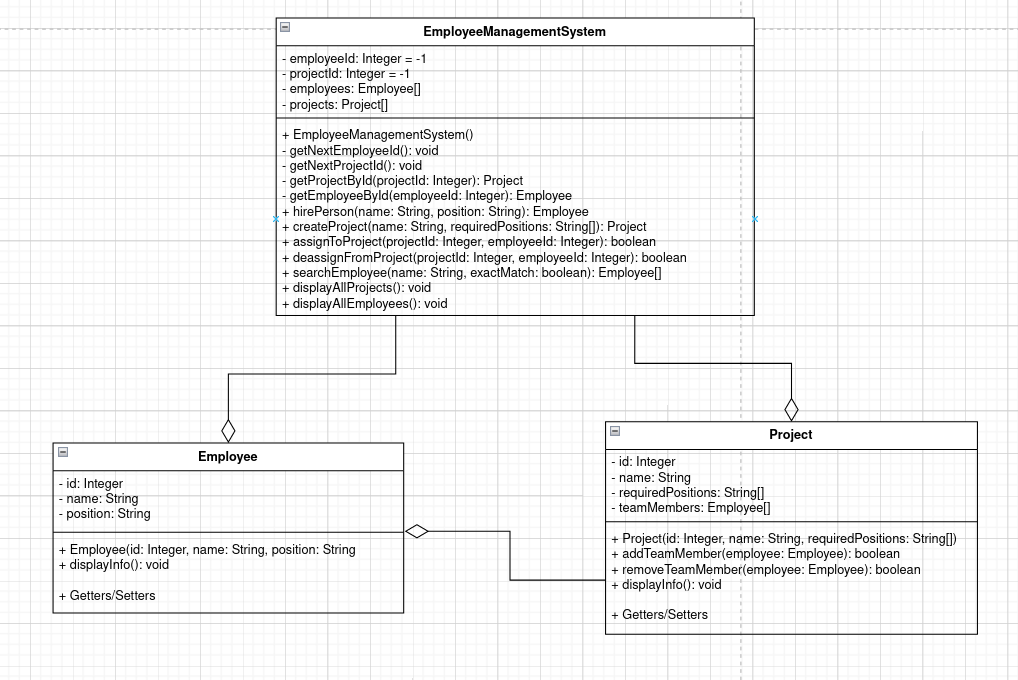 EmployeeManagementSystem
- employeeId: Integer = -1
- projectId: Integer = -1
- employees: Employee[]
- projects: Project[]
+ EmployeeManagementSystem()
- getNextEmployeeId(): void
- getNextProjectId(): void
- getProjectById(projectId: Integer): Project
- getEmployeeById(employeeId: Integer): Employee
+ hirePerson(name: String, position: String): Employee
+ createProject(name: String, requiredPositions: String[]): Project
+ assignToProject(projectId: Integer, employeeId: Integer): boolean
+ deassignFromProject(projectId: Integer, employeeId: Integer): boolean
+ searchEmployee(name: String, exactMatch: boolean): Employee[]
+ displayAllProjects(): void
+ displayAllEmployees(): void
Employee
- id: Integer
- name: String
- position: String
+ Employee(id: Integer, name: String, position: String
+ displayInfo(): void
+ Getters/Setters
Project
- id: Integer
- name: String
- requiredPositions: String[]
- teamMembers: Employee[]
+ Project(id: Integer, name: String, requiredPositions: String[])
+ addTeamMember(employee: Employee): boolean
+ removeTeamMember(employee: Employee): boolean
+ displayInfo(): void
+ Getters/Setters